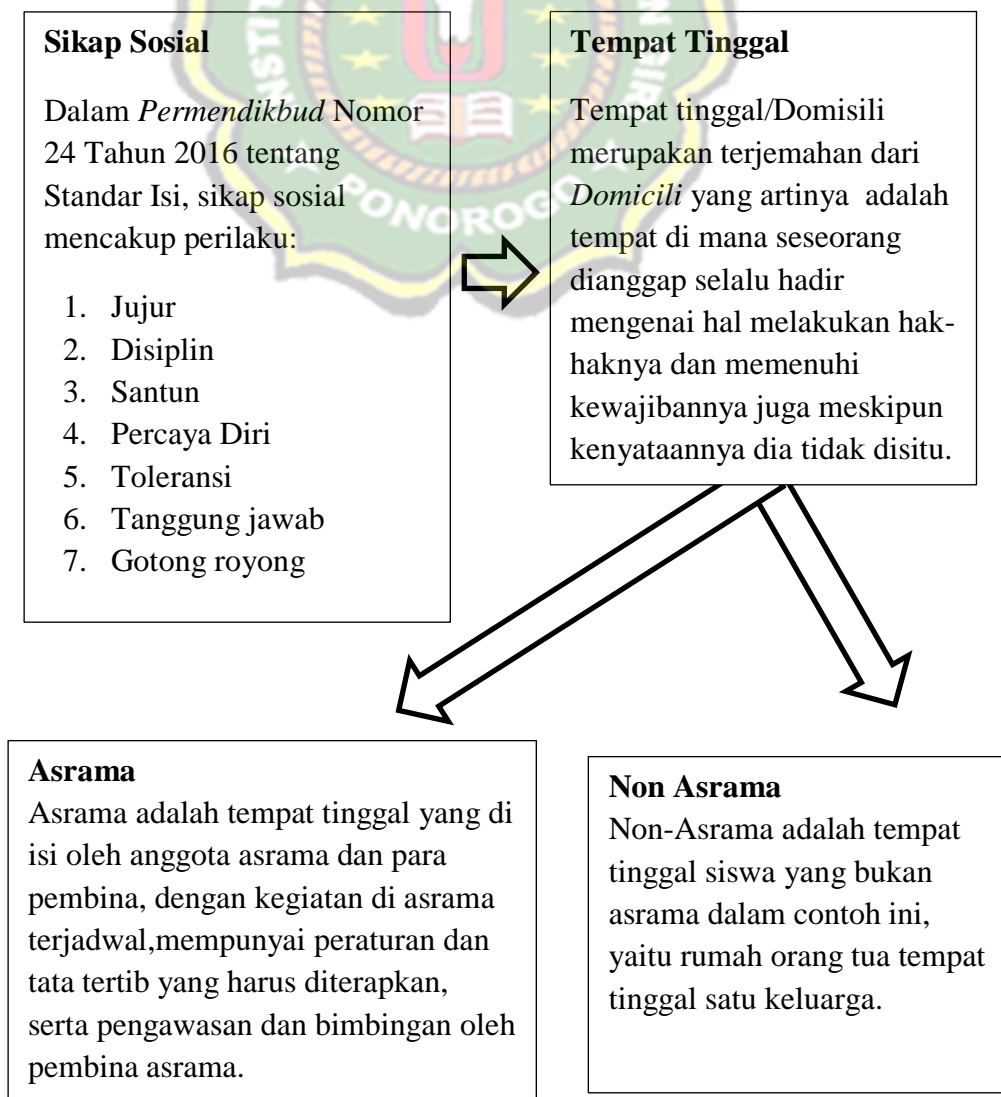 Sikap Sosial
Dalam Permendikbud Nomor
24 Tahun 2016 tentang
Standar Isi, sikap sosial
mencakup perilaku:
1. Jujur
2. Disiplin
3. Santun
4. Percaya Diri
5. Toleransi
6. Tanggung jawab
7. Gotong royong
Tempat Tinggal
Tempat tinggal/Domisili
merupakan terjemahan dari
Domicili yang artinya adalah
tempat di mana seseorang
dianggap selalu hadir
mengenai hal melakukan hak-
haknya dan memenuhi
kewajibannya juga meskipun
kenyataannya dia tidak disitu.
Asrama
Asrama adalah tempat tinggal yang di
isi oleh anggota asrama dan para
pembina, dengan kegiatan di asrama
terjadwal,mempunyai peraturan dan
tata tertib yang harus diterapkan,
serta pengawasan dan bimbingan oleh
pembina asrama.
Non Asrama
Non-Asrama adalah tempat
tinggal siswa yang bukan
asrama dalam contoh ini,
yaitu rumah orang tua tempat
tinggal satu keluarga.
PONOROGO